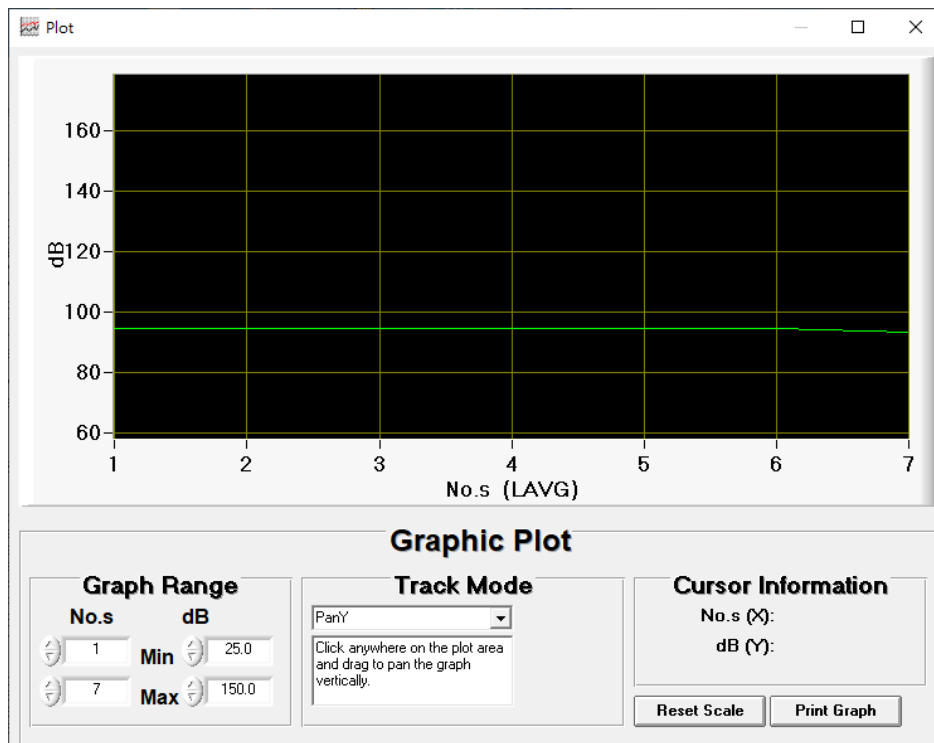 Plot
160
140
dB
120
100
80
60
1 2 3 4 5 6 7
No.s (LAVG)
Graphic Plot
Graph Range
No.s dB
1 Min 25.0
7 Max 150.0
Track Mode
PanY
Click anywhere on the plot area
and drag to pan the graph
vertically.
Cursor Information
No.s (X):
dB (Y):
Reset Scale Print Graph